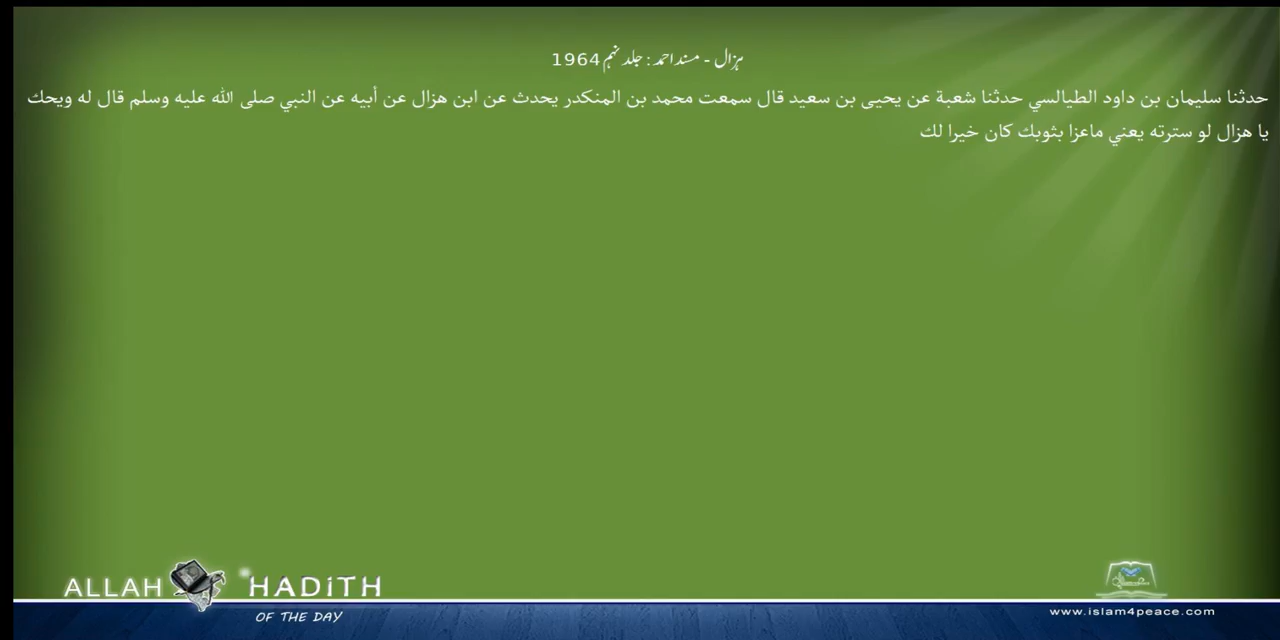 ہزال - مسند احمد : جلد نہم 1964
حدثنا سليمان بن داود الطيالسي حدثنا شعبة عن يحيى بن سعيد قال سمعت محمد بن المنكدر يحدث عن ابن هزال عن أبيه عن النبي صلى الله عليه وسلم قال له ويحك
يا هزال لو سترته يعني ماعزا بثوبك كان خيرا لك
ALLAH HADITH
OF THE DAY
www.islam4peace.com